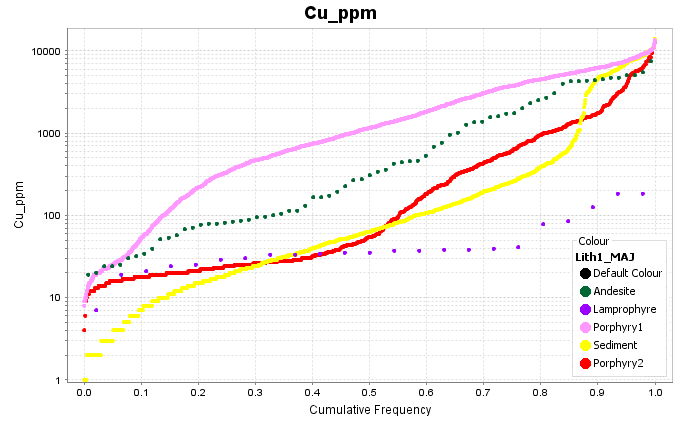 Cu_ppm
10000
1000
100
10
1
Cu_ppm
0.0 0.1 0.2 0.3 0.4 0.5 0.6 0.7 0.8 0.9 1.0
Cumulative Frequency
Colour
Lith1_MAJ
Default Colour
Andesite
Lamprophyre
Porphyry1
Sediment
Porphyry2